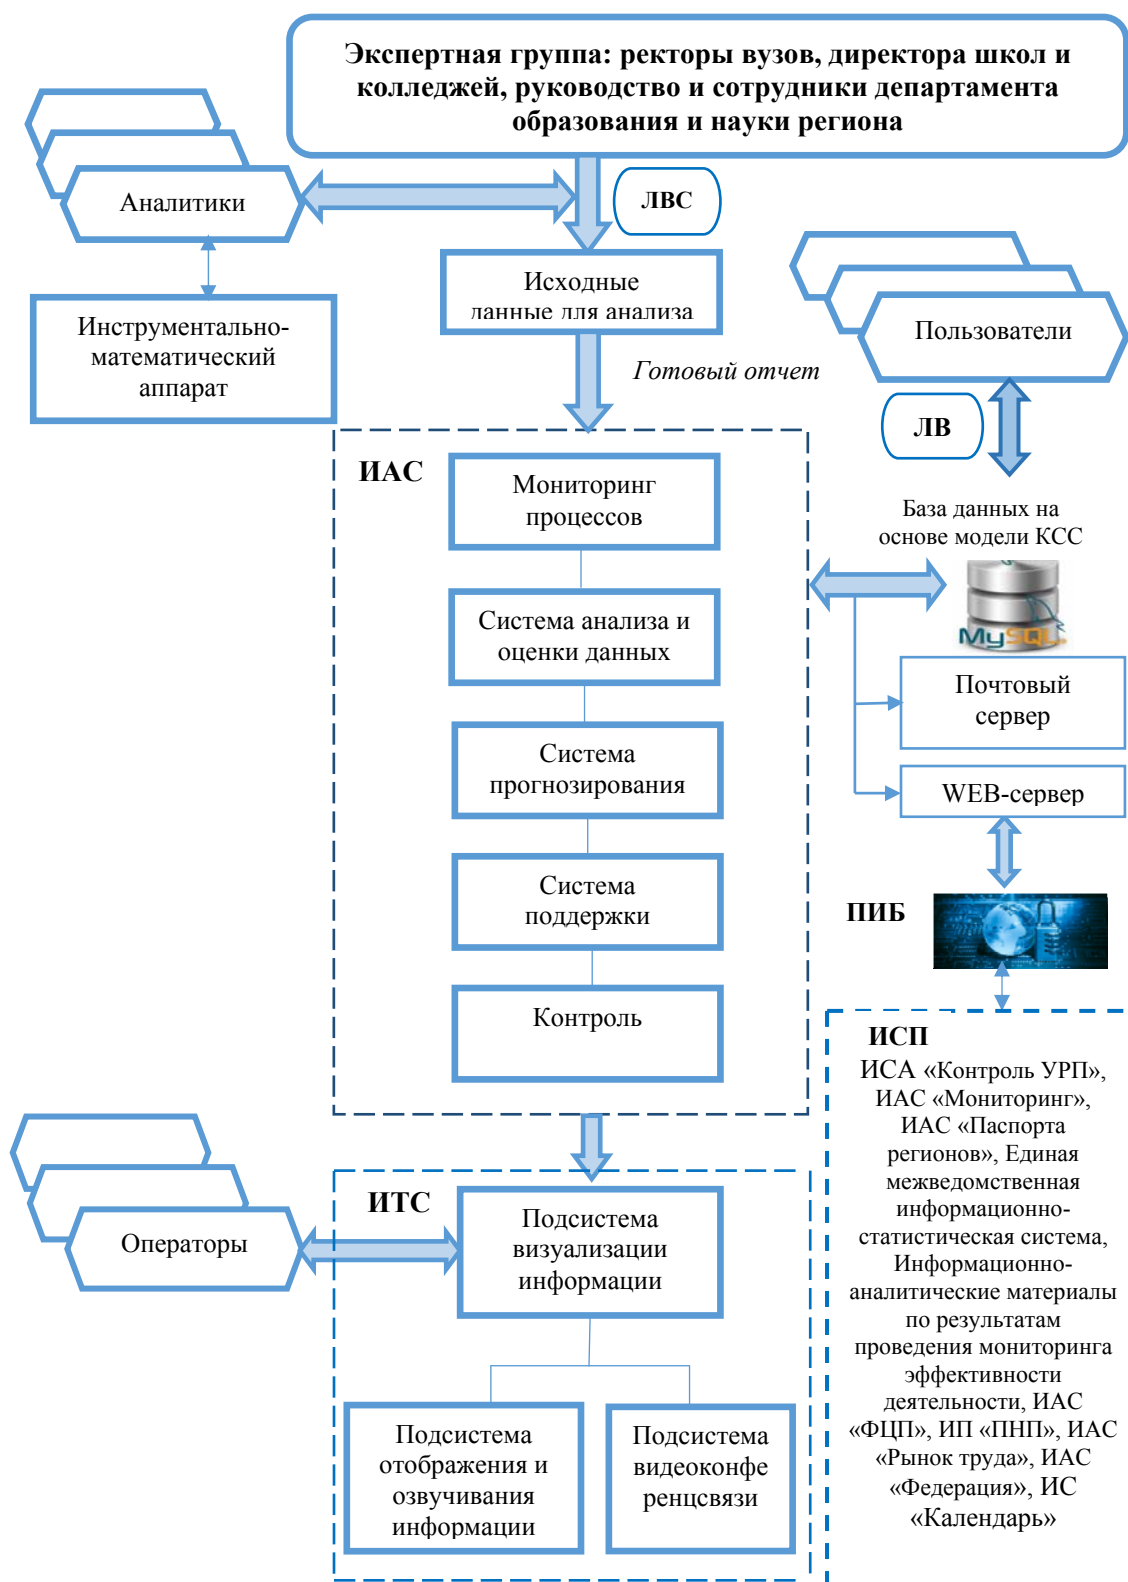 Экспертная группа: ректоры вузов, директора школ и
колледжей, руководство и сотрудники департамента
образования и науки региона
Аналитики
ЛВС
Исходные
данные для анализа
Инструментально-
математический
аппарат
Готовый отчет
Пользователи
ЛВ
ИАС
Мониторинг
процессов
База данных на
основе модели КСС
MySQL
Система анализа и
оценки данных
Почтовый
сервер
Система
прогнозирования
WEB-сервер
Система
поддержки
ПИБ
Контроль
ИСП
ИСА «Контроль УРП»,
ИАС «Мониторинг»,
ИАС «Паспорта
регионов», Единая
межведомственная
информационно-
статистическая система,
Информационно-
аналитические материалы
по результатам
проведения мониторинга
эффективности
деятельности, ИАС
«ФЦП», ИП «ПНП», ИАС
«Рынок труда», ИАС
«Федерация», ИС
«Календарь»
ИТС
Операторы
Подсистема
визуализации
информации
Подсистема
отображения и
озвучивания
информации
Подсистема
видеоконфе
ренцсвязи